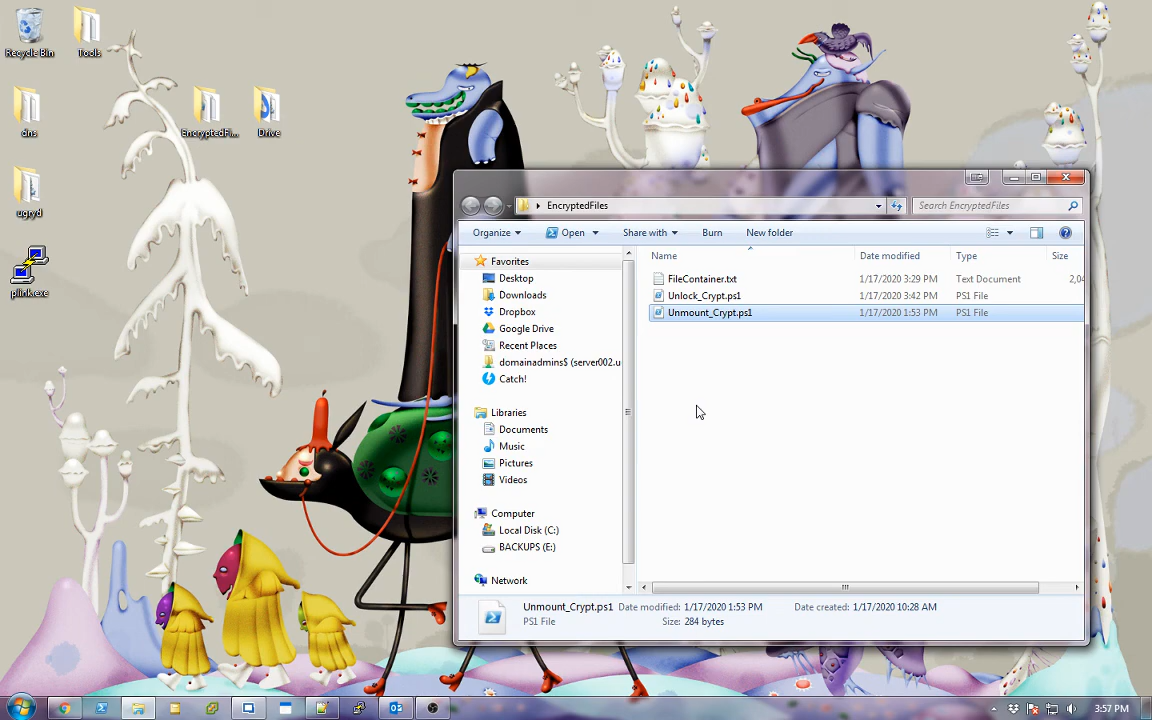 Recycle Bin
Tools
dns
EncryptedFi...
Drive
ugryd
plink.exe
EncryptedFiles
Search EncryptedFiles
Organize
Open
Share with
Burn
New folder
Name
Date modified
Type
Size
Favorites
Desktop
Downloads
Dropbox
Google Drive
Recent Places
domainadmins$ (server002.u
Catch!
Libraries
Documents
Music
Pictures
Videos
Computer
Local Disk (C:)
BACKUPS (E:)
Network
FileContainer.txt 1/17/2020 3:29 PM Text Document 2,04
Unlock_Crypt.ps1 1/17/2020 3:42 PM PS1 File
Unmount_Crypt.ps1 1/17/2020 1:53 PM PS1 File
Unmount_Crypt.ps1 Date modified: 1/17/2020 1:53 PM Date created: 1/17/2020 10:28 AM
PS1 File Size: 284 bytes
3:57 PM